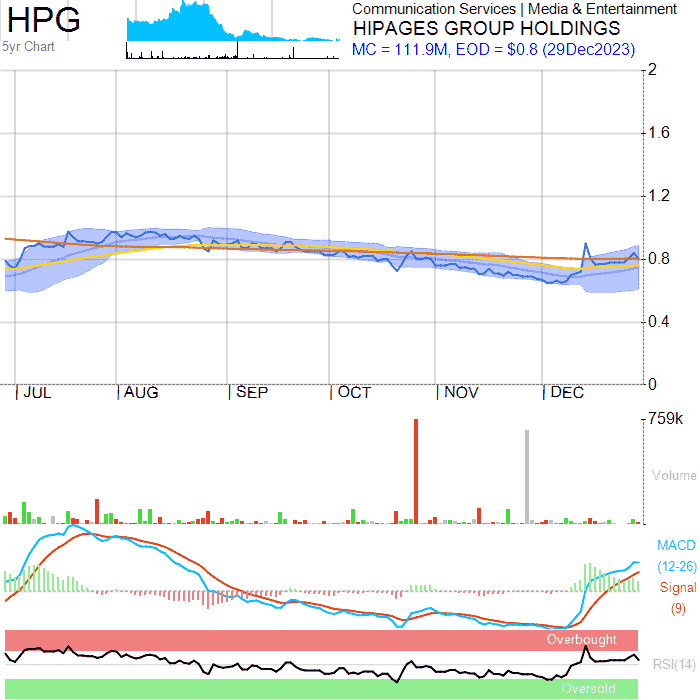 HPG
5yr Chart
Communication Services | Media & Entertainment
HIPAGES GROUP HOLDINGS
MC = 111.9M, EOD = $0.8 (29Dec2023)
2
1.6
1.2
0.8
0.4
0
JUL AUG SEP OCT NOV DEC
759k
Volume
MACD
(12-26)
Signal
(9)
Overbought
RSI(14)
Oversold